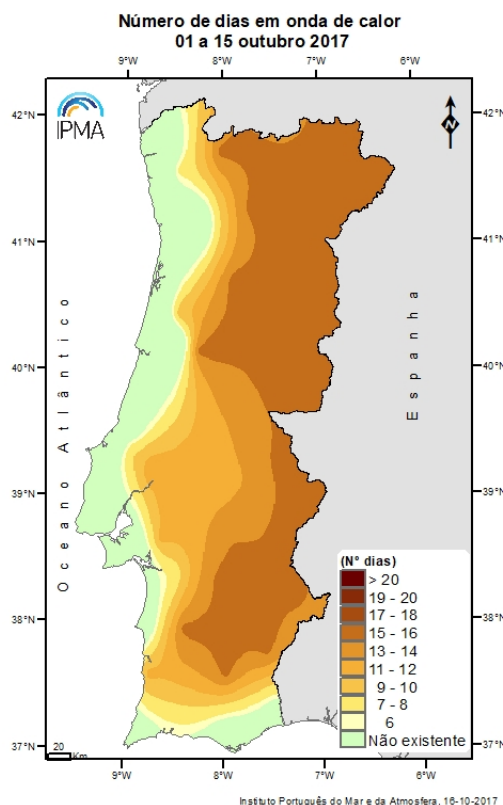 Número de dias em onda de calor
01 a 15 outubro 2017
9°W 8°W 7°W 6°W
IPMA
N
42°N 42°N
41°N 41°N
40°N 40°N
39°N 39°N
38°N 38°N
37°N 37°N
Oceano Atlântico
Espanha
(Nº dias)
> 20
19 - 20
17 - 18
15 - 16
13 - 14
11 - 12
9 - 10
7 - 8
6
Não existente
20
Km
9°W 8°W 7°W 6°W
Instituto Português do Mar e da Atmosfera, 16-10-2017